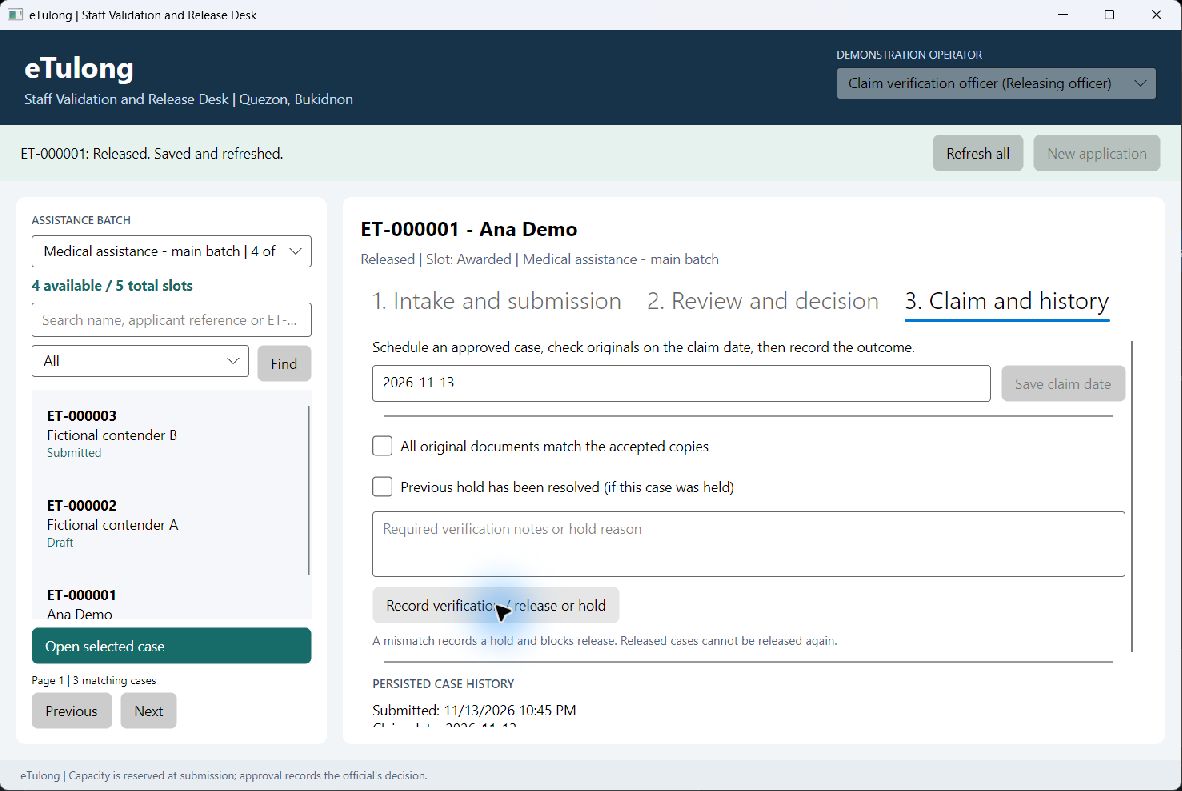 eTulong | Staff Validation and Release Desk
eTulong
Staff Validation and Release Desk | Quezon, Bukidnon
DEMONSTRATION OPERATOR
Claim verification officer (Releasing officer)
ET-000001: Released. Saved and refreshed.
Refresh all
New application
ASSISTANCE BATCH
Medical assistance - main batch | 4 of
4 available / 5 total slots
Search name, applicant reference or ET-...
All
Find
ET-000003
Fictional contender B
Submitted
ET-000002
Fictional contender A
Draft
ET-000001
Ana Demo
Open selected case
Page 1 | 3 matching cases
Previous
Next
ET-000001 - Ana Demo
Released | Slot: Awarded | Medical assistance - main batch
1. Intake and submission
2. Review and decision
3. Claim and history
Schedule an approved case, check originals on the claim date, then record the outcome.
2026-11-13
Save claim date
All original documents match the accepted copies
Previous hold has been resolved (if this case was held)
Required verification notes or hold reason
Record verification / release or hold
A mismatch records a hold and blocks release. Released cases cannot be released again.
PERSISTED CASE HISTORY
Submitted: 11/13/2026 10:45 PM
eTulong | Capacity is reserved at submission; approval records the official's decision.